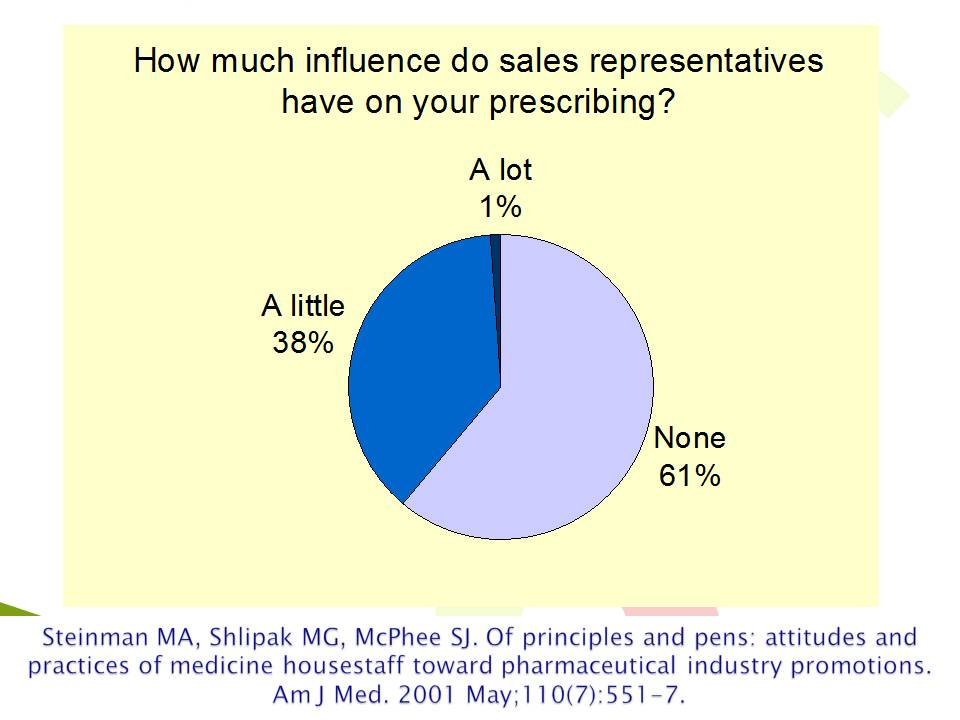 How much influence do sales representatives
have on your prescribing?
A lot
1%
A little
38%
None
61%
Steinman MA, Shlipak MG, McPhee SJ. Of principles and pens: attitudes and
practices of medicine housestaff toward pharmaceutical industry promotions.
Am J Med. 2001 May;110(7):551-7.